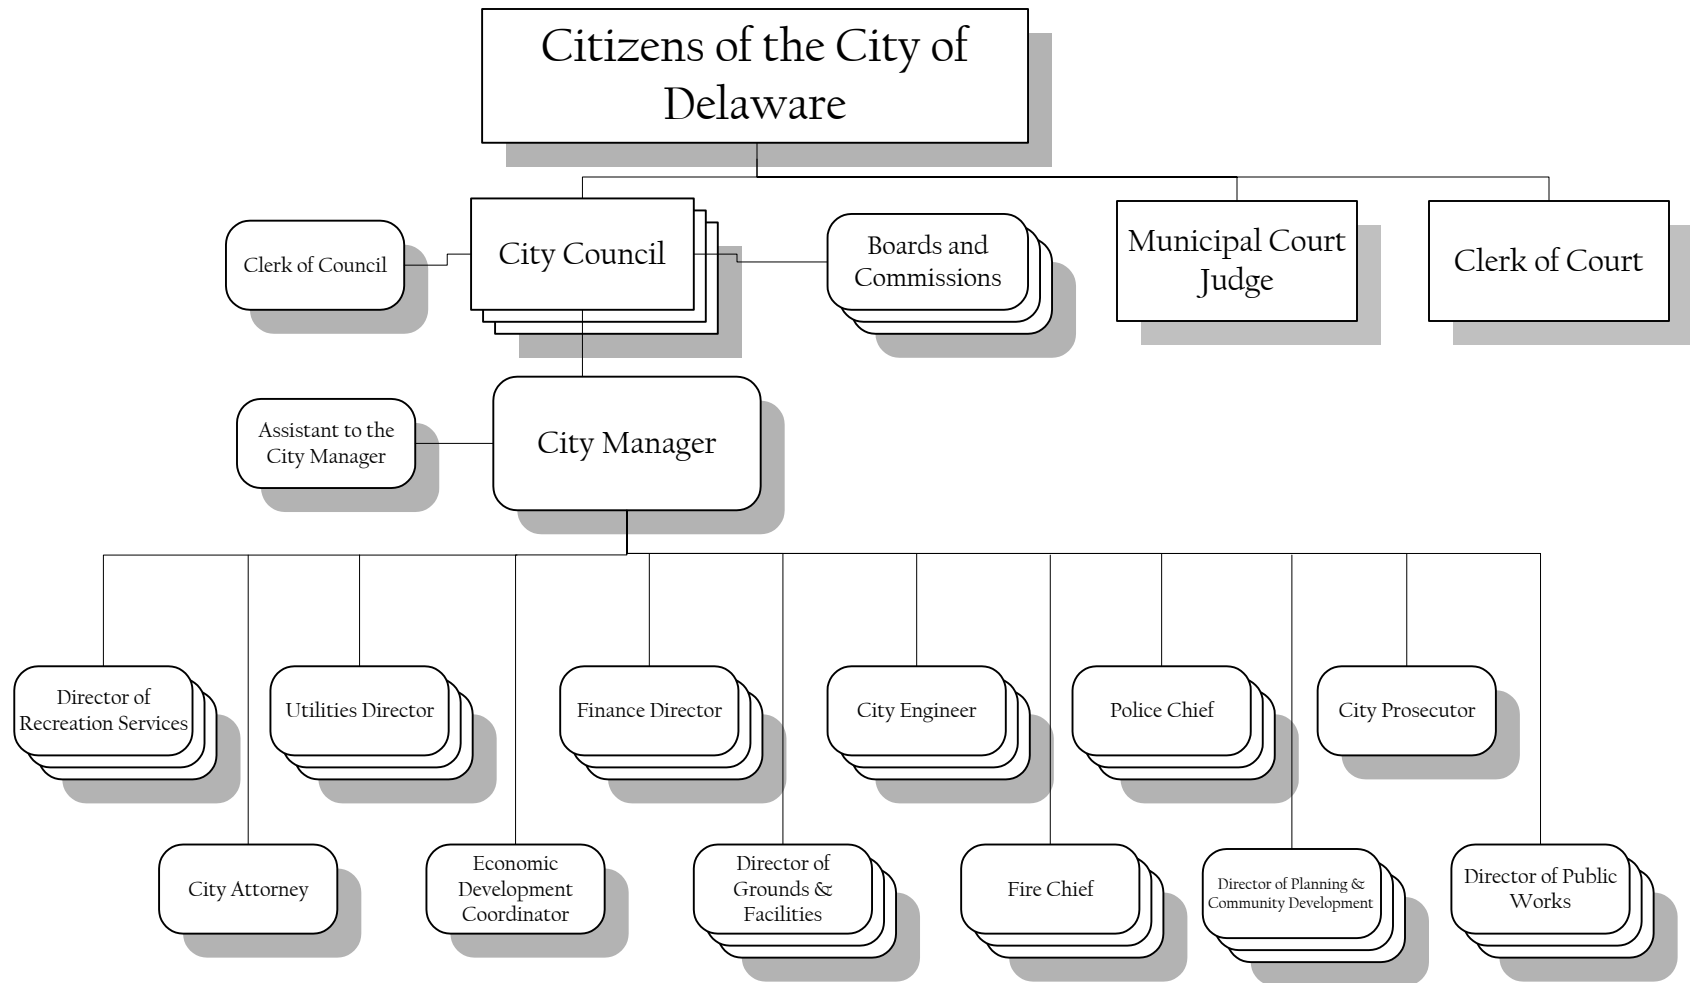 Citizens of the City of
Delaware
Clerk of Council
City Council
Boards and
Commissions
Municipal Court
Judge
Clerk of Court
Assistant to the
City Manager
City Manager
Director of
Recreation Services
Utilities Director
Finance Director
City Engineer
Police Chief
City Prosecutor
City Attorney
Economic
Development
Coordinator
Director of
Grounds &
Facilities
Fire Chief
Director of Planning &
Community Development
Director of Public
Works